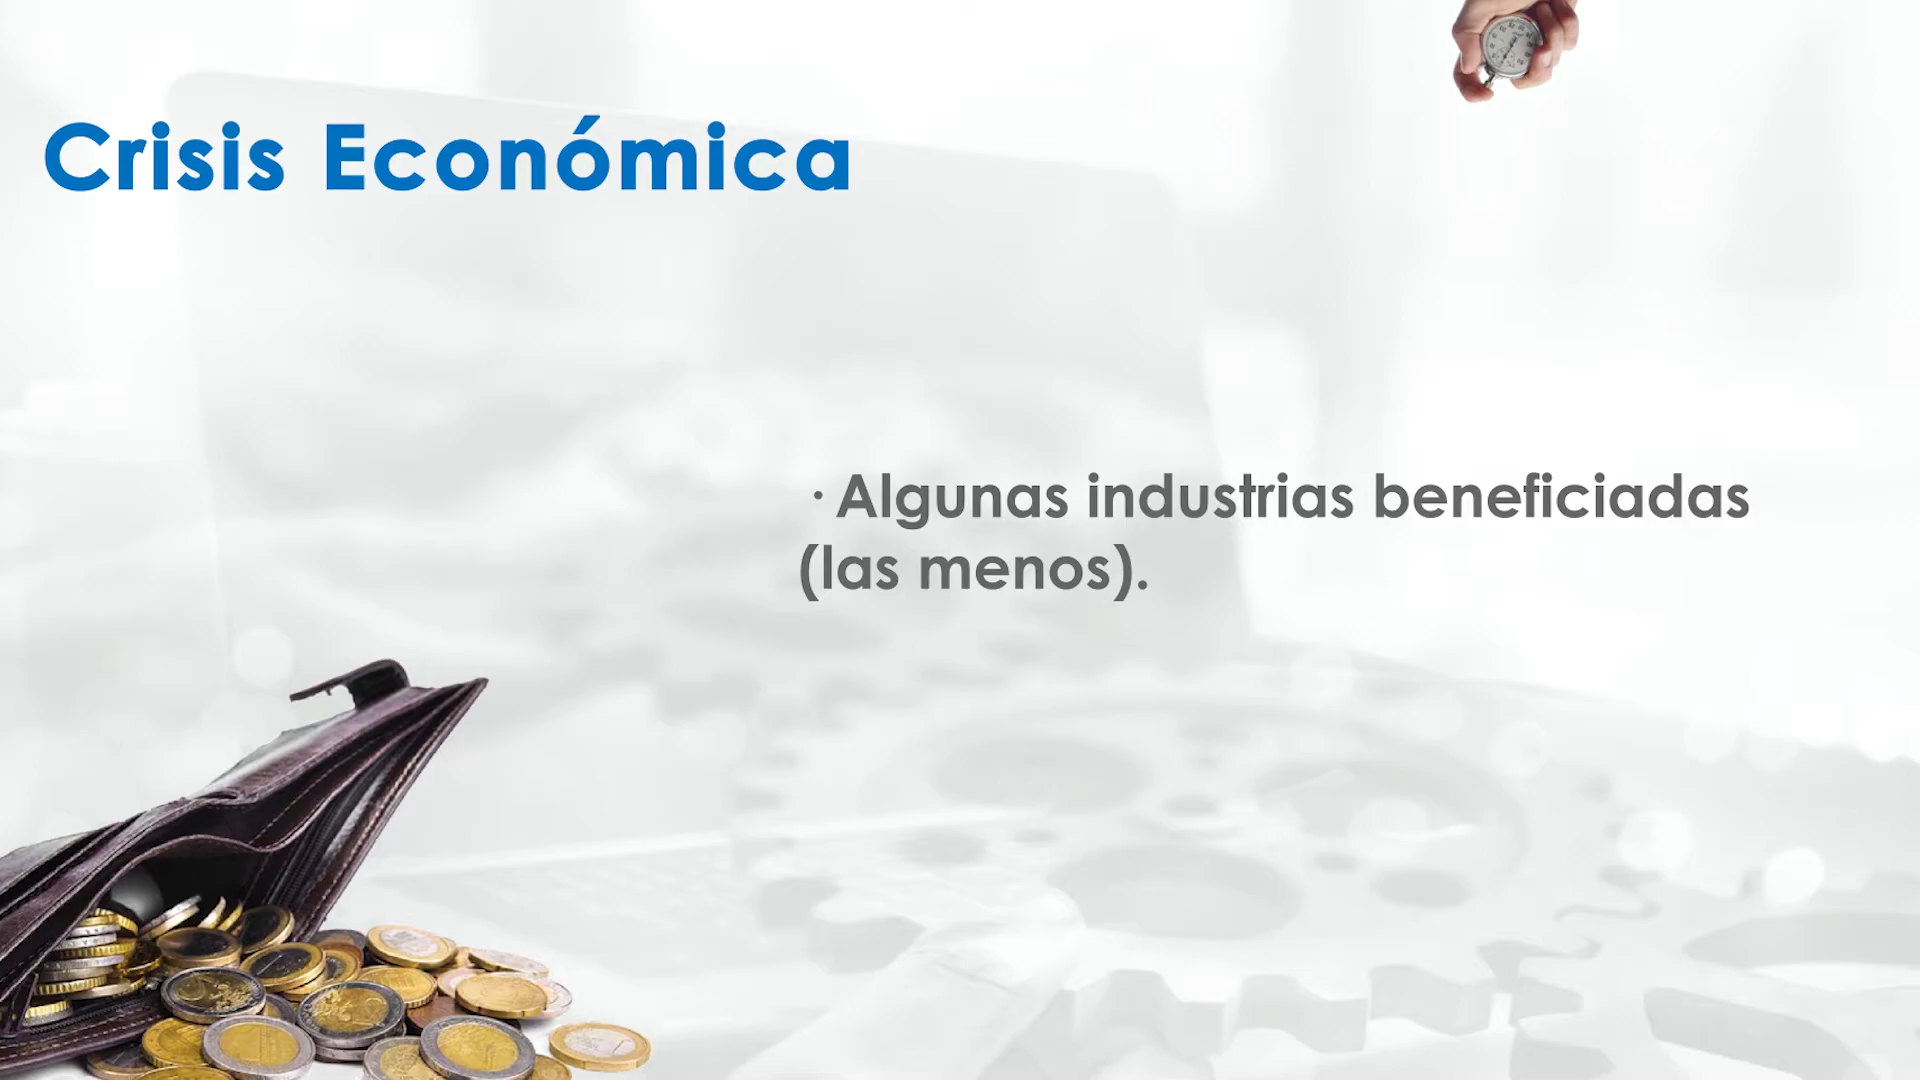 Crisis Económica
· Algunas industrias beneficiadas
(las menos).